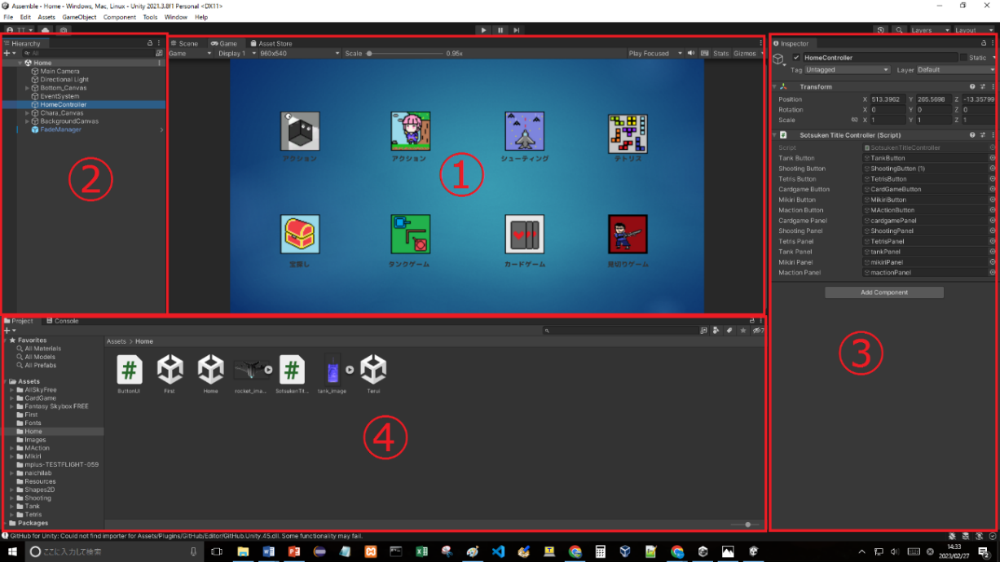 Assemble - Home - Windows, Mac, Linux - Unity 2021.3.8f1 Personal <DX11>
File Edit Assets GameObject Component Tools Window Help
TT
Layers Layout
Hierarchy
All
Home
Main Camera
Directional Light
Bottom_Canvas
EventSystem
HomeController
Chara_Canvas
BackgroundCanvas
FadeManager
②
Scene Game Asset Store
Game Display 1 960x540 Scale 0.95x Play Focused Stats Gizmos
アクション アクション シューティング テトリス
①
宝探し タンクゲーム カードゲーム 見切りゲーム
Inspector
HomeController Static
Tag Untagged Layer Default
Transform
Position X 513.3962 Y 285.5698 Z -13.35799
Rotation X 0 Y 0 Z 0
Scale X 1 Y 1 Z 1
# Sotsuken Title Controller (Script)
Script SotsukenTitleController
Tank Button TankButton
Shooting Button ShootingButton (1)
Tetris Button TetrisButton
Cardgame Button CardGameButton
Mikiri Button MikiriButton
Maction Button MActionButton
Cardgame Panel cardgamePanel
Shooting Panel ShootingPanel
Tetris Panel TetrisPanel
Tank Panel tankPanel
Mikiri Panel mikiriPanel
Maction Panel mactionPanel
Add Component
③
Project Console
Favorites
All Materials
All Models
All Prefabs
Assets
AllSkyFree
CardGame
Fantasy Skybox FREE
First
Fonts
Home
Images
MAction
Mikiri
mplus-TESTFLIGHT-059
naichilab
Resources
Shapes2D
Shooting
Tank
Tetris
Packages
Assets > Home
7
# #
ButtonUI First Home rocket_ima... SotsukenTit... tank_image Terui
④
GitHub for Unity: Could not find importer for Assets/Plugins/GitHub/Editor/GitHub.Unity.45.dll. Some functionality may fail.
ここに入力して検索
14:33
2023/02/27
2